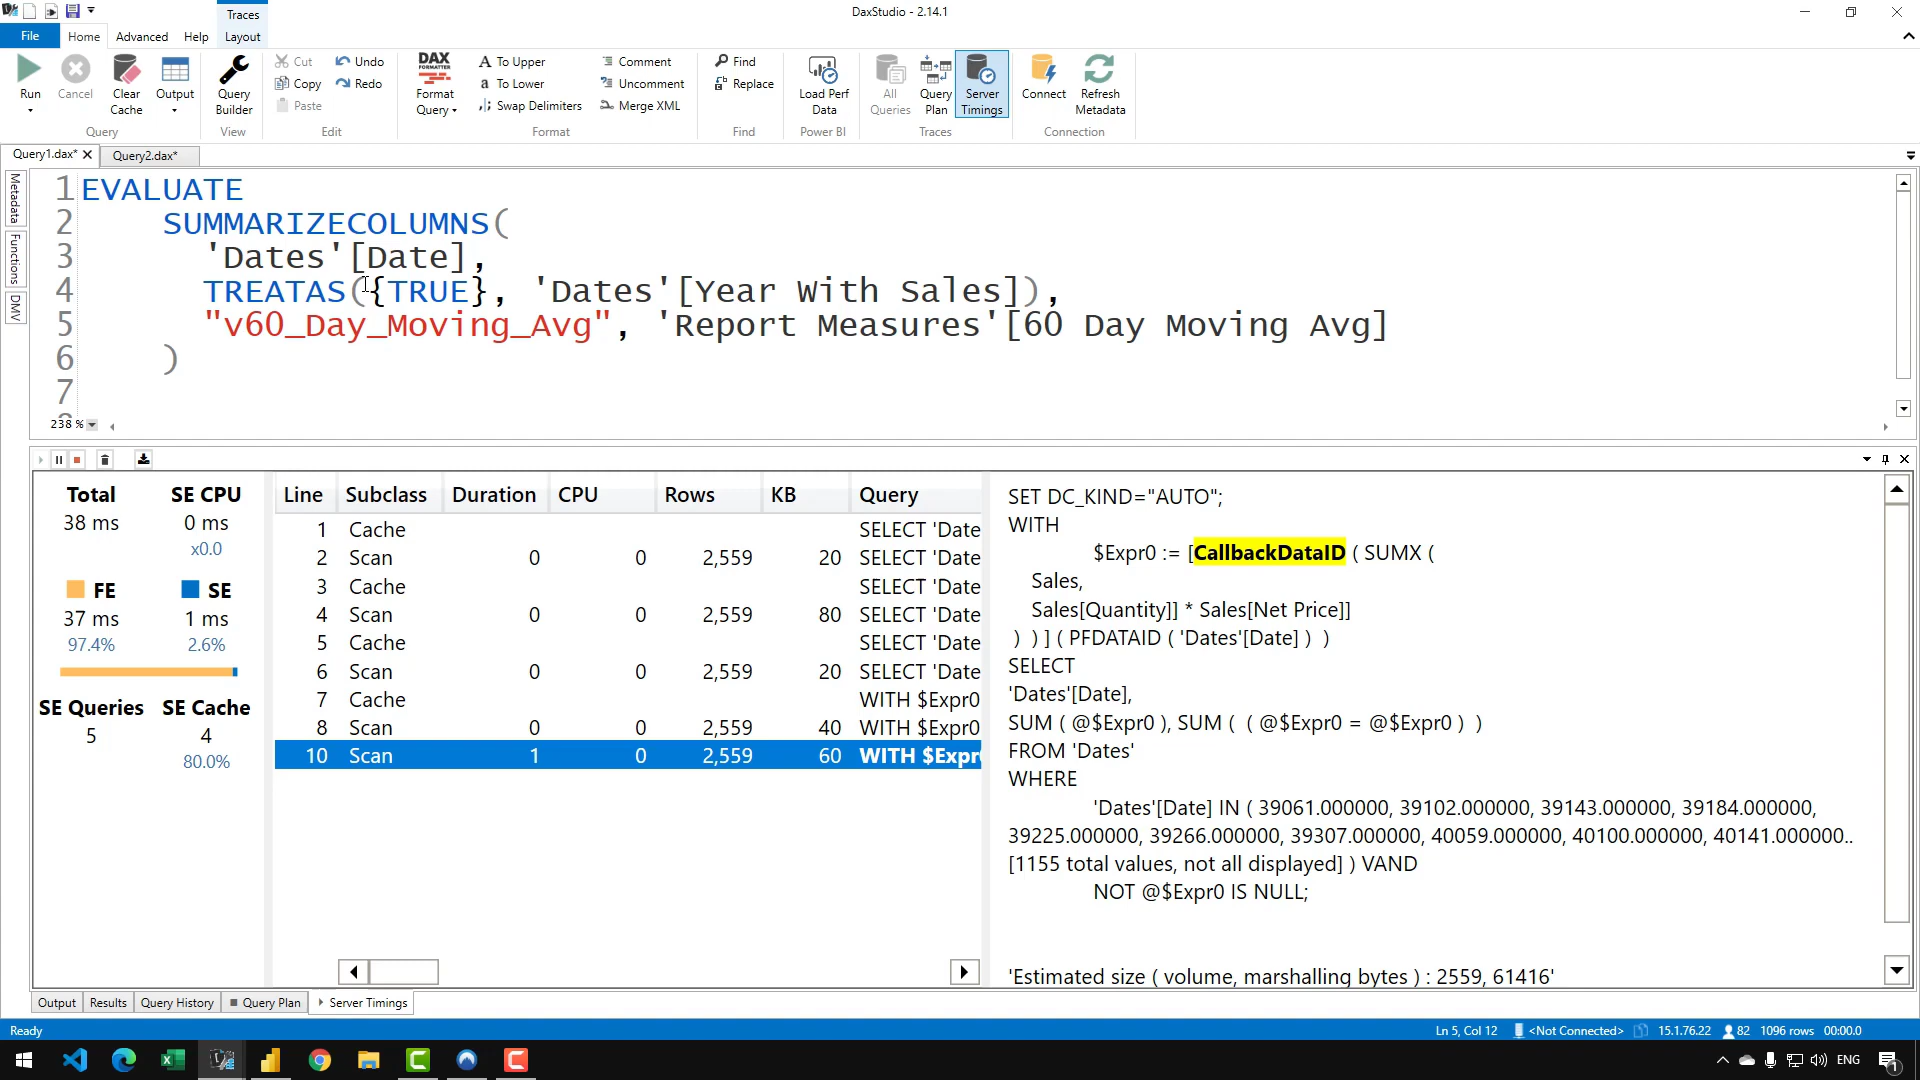 DaxStudio - 2.14.1
Traces
File Home Advanced Help Layout
Run
Cancel
Clear Cache
Output
Query
Query Builder
View
Cut
Copy
Paste
Undo
Redo
Edit
DAX FORMATTER
Format Query
To Upper
To Lower
Swap Delimiters
Comment
Uncomment
Merge XML
Format
Find
Replace
Find
Load Perf Data
Power BI
All Queries
Query Plan
Server Timings
Traces
Connect
Refresh Metadata
Connection
Query1.dax* Query2.dax*
Metadata
Functions
DMV
1 EVALUATE
2 SUMMARIZECOLUMNS(
3 'Dates'[Date],
4 TREATAS({TRUE}, 'Dates'[Year With Sales]),
5 "v60_Day_Moving_Avg", 'Report Measures'[60 Day Moving Avg]
6 )
7
238 %
Total SE CPU
38 ms 0 ms
x0.0
FE SE
37 ms 1 ms
97.4% 2.6%
SE Queries SE Cache
5 4
80.0%
Line Subclass Duration CPU Rows KB Query
1 Cache SELECT 'Date
2 Scan 0 0 2,559 20 SELECT 'Date
3 Cache SELECT 'Date
4 Scan 0 0 2,559 80 SELECT 'Date
5 Cache SELECT 'Date
6 Scan 0 0 2,559 20 SELECT 'Date
7 Cache WITH $Expr0
8 Scan 0 0 2,559 40 WITH $Expr0
10 Scan 1 0 2,559 60 WITH $Expr
SET DC_KIND="AUTO";
WITH
$Expr0 := [CallbackDataID ( SUMX (
Sales,
Sales[Quantity]] * Sales[Net Price]]
) ) ] ( PFDATAID ( 'Dates'[Date] ) )
SELECT
'Dates'[Date],
SUM ( @$Expr0 ), SUM ( ( @$Expr0 = @$Expr0 ) )
FROM 'Dates'
WHERE
'Dates'[Date] IN ( 39061.000000, 39102.000000, 39143.000000, 39184.000000,
39225.000000, 39266.000000, 39307.000000, 40059.000000, 40100.000000, 40141.000000..
[1155 total values, not all displayed] ) VAND
NOT @$Expr0 IS NULL;
'Estimated size ( volume, marshalling bytes ) : 2559, 61416'
Output Results Query History Query Plan Server Timings
Ready Ln 5, Col 12 <Not Connected> 15.1.76.22 82 1096 rows 00:00.0
ENG 1